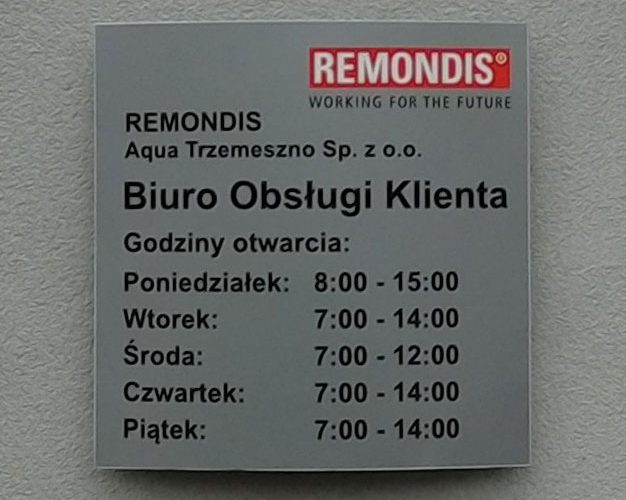 REMONDIS®
WORKING FOR THE FUTURE
REMONDIS
Aqua Trzemeszno Sp. z o.o.
Biuro Obsługi Klienta
Godziny otwarcia:
Poniedziałek: 8:00 - 15:00
Wtorek: 7:00 - 14:00
Środa: 7:00 - 12:00
Czwartek: 7:00 - 14:00
Piątek: 7:00 - 14:00